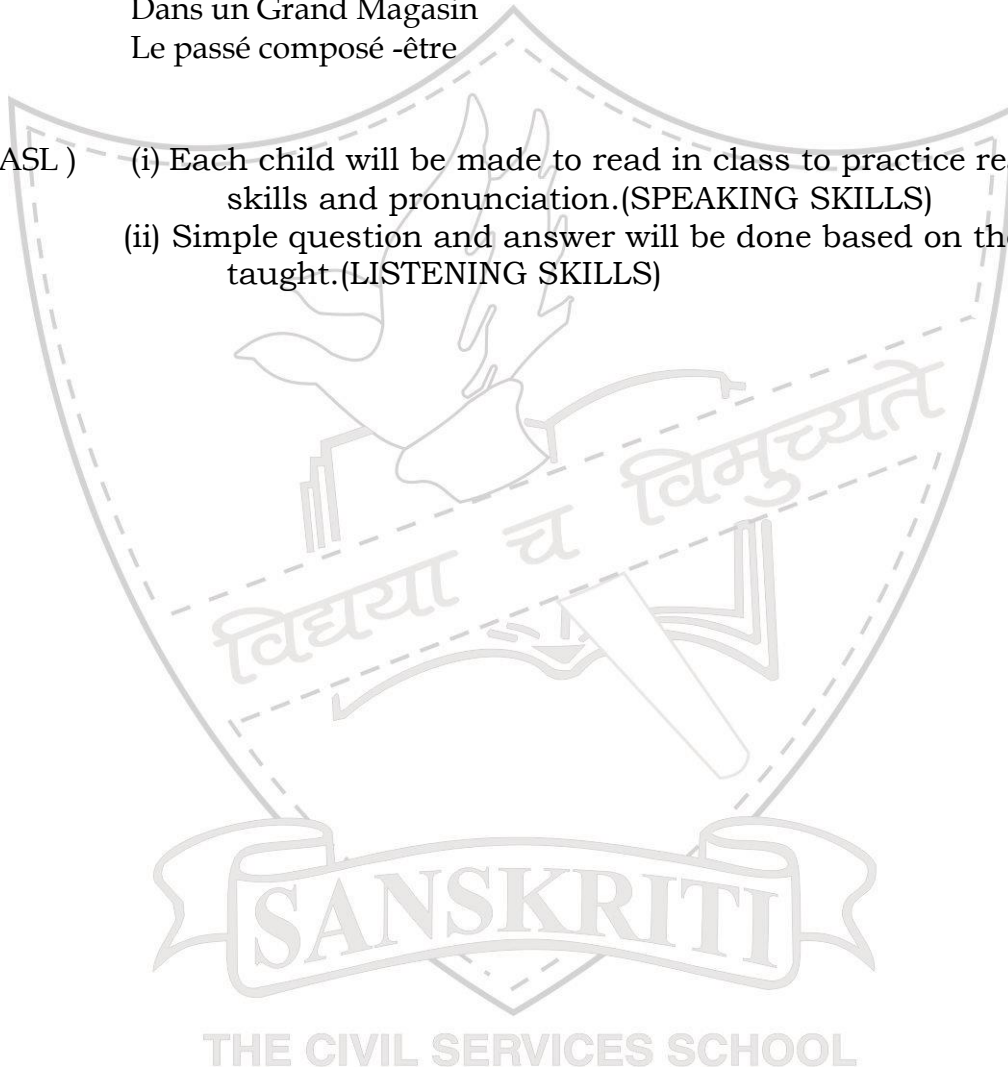 Dans un Grand Magasin
Le passé composé -être
ASL ) (i) Each child will be made to read in class to practice re
skills and pronunciation.(SPEAKING SKILLS)
(ii) Simple question and answer will be done based on the
taught.(LISTENING SKILLS)
विद्यया च विमुच्यते
SANSKRITI
THE CIVIL SERVICES SCHOOL